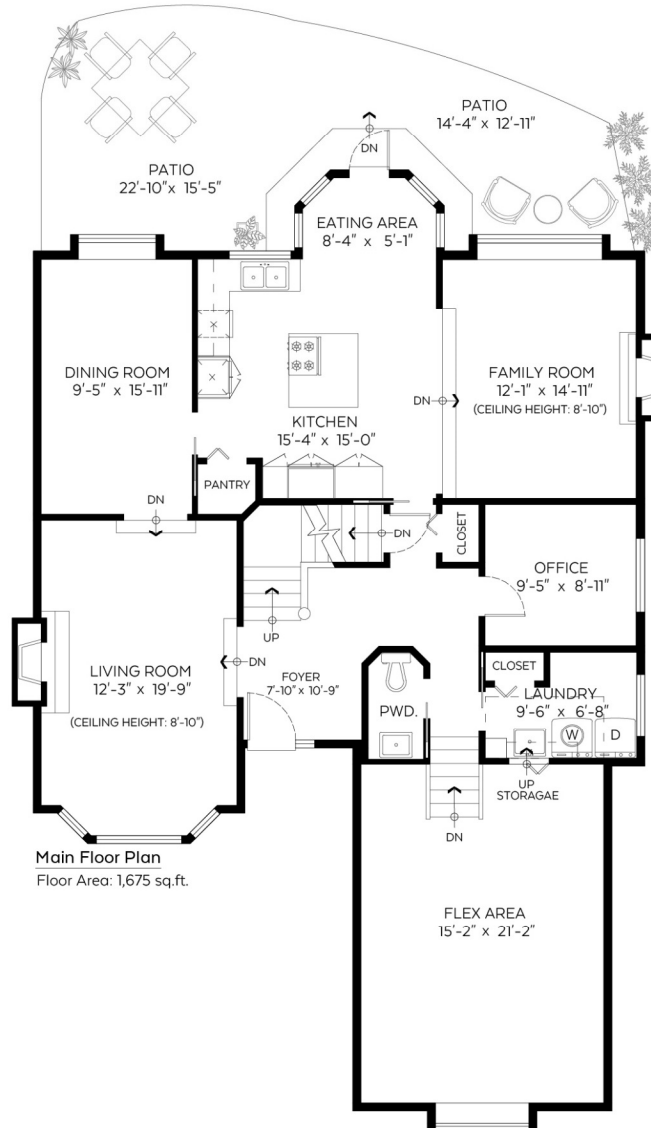 PATIO
14'-4" x 12'-11"
DN
PATIO
22'-10" x 15'-5"
EATING AREA
8'-4" x 5'-1"
DINING ROOM
9'-5" x 15'-11"
FAMILY ROOM
12'-1" x 14'-11"
(CEILING HEIGHT: 8'-10")
DN
KITCHEN
15'-4" x 15'-0"
PANTRY
DN
DN
CLOSET
OFFICE
9'-5" x 8'-11"
UP
LIVING ROOM
12'-3" x 19'-9"
(CEILING HEIGHT: 8'-10")
DN
FOYER
7'-10" x 10'-9"
PWD.
CLOSET
LAUNDRY
9'-6" x 6'-8"
W
D
UP
STORAGAE
DN
Main Floor Plan
Floor Area: 1,675 sq.ft.
FLEX AREA
15'-2" x 21'-2"